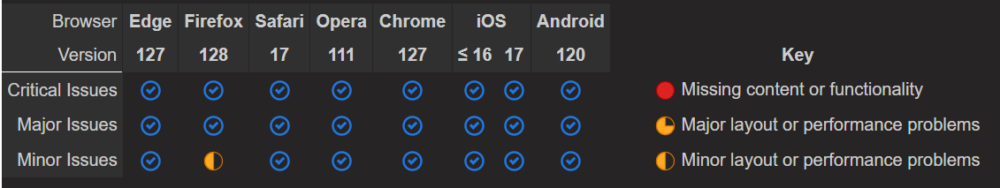 Browser Edge Firefox Safari Opera Chrome iOS Android
Version 127 128 17 111 127 ≤ 16 17 120 Key
Critical Issues Missing content or functionality
Major Issues Major layout or performance problems
Minor Issues Minor layout or performance problems